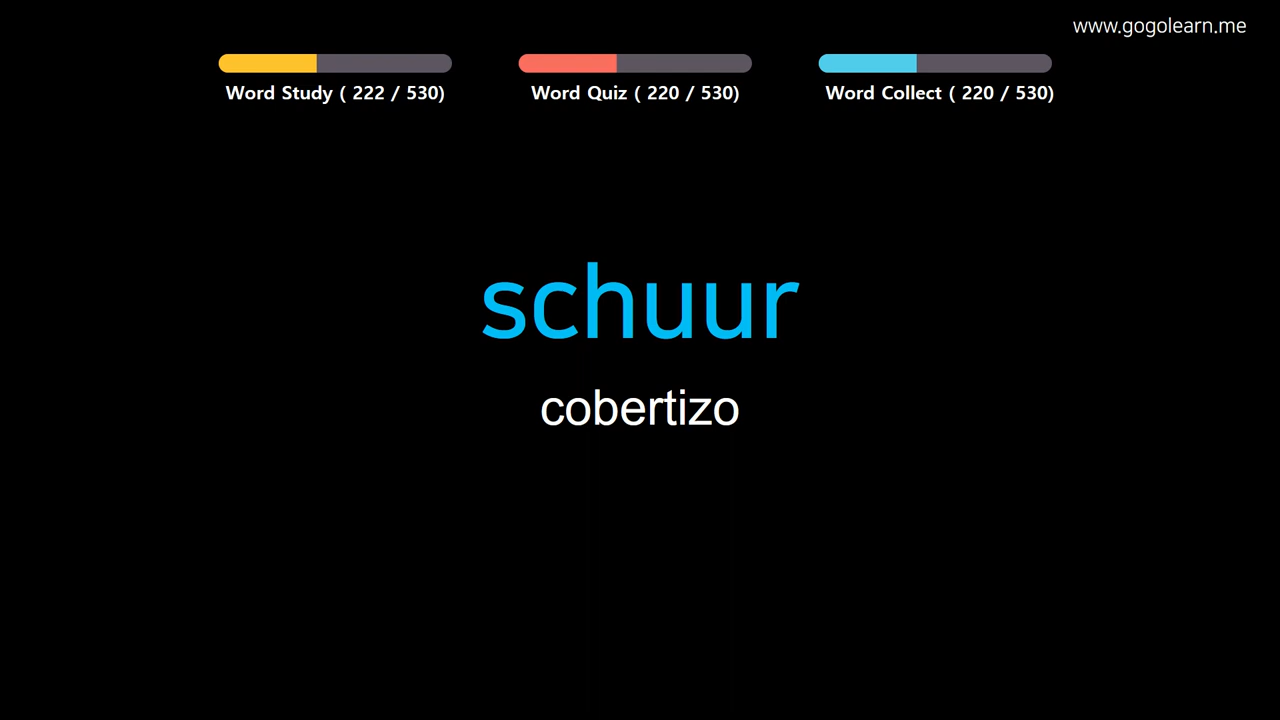 www.gogolearn.me
Word Study ( 222 / 530)
Word Quiz ( 220 / 530)
Word Collect ( 220 / 530)
schuur
cobertizo